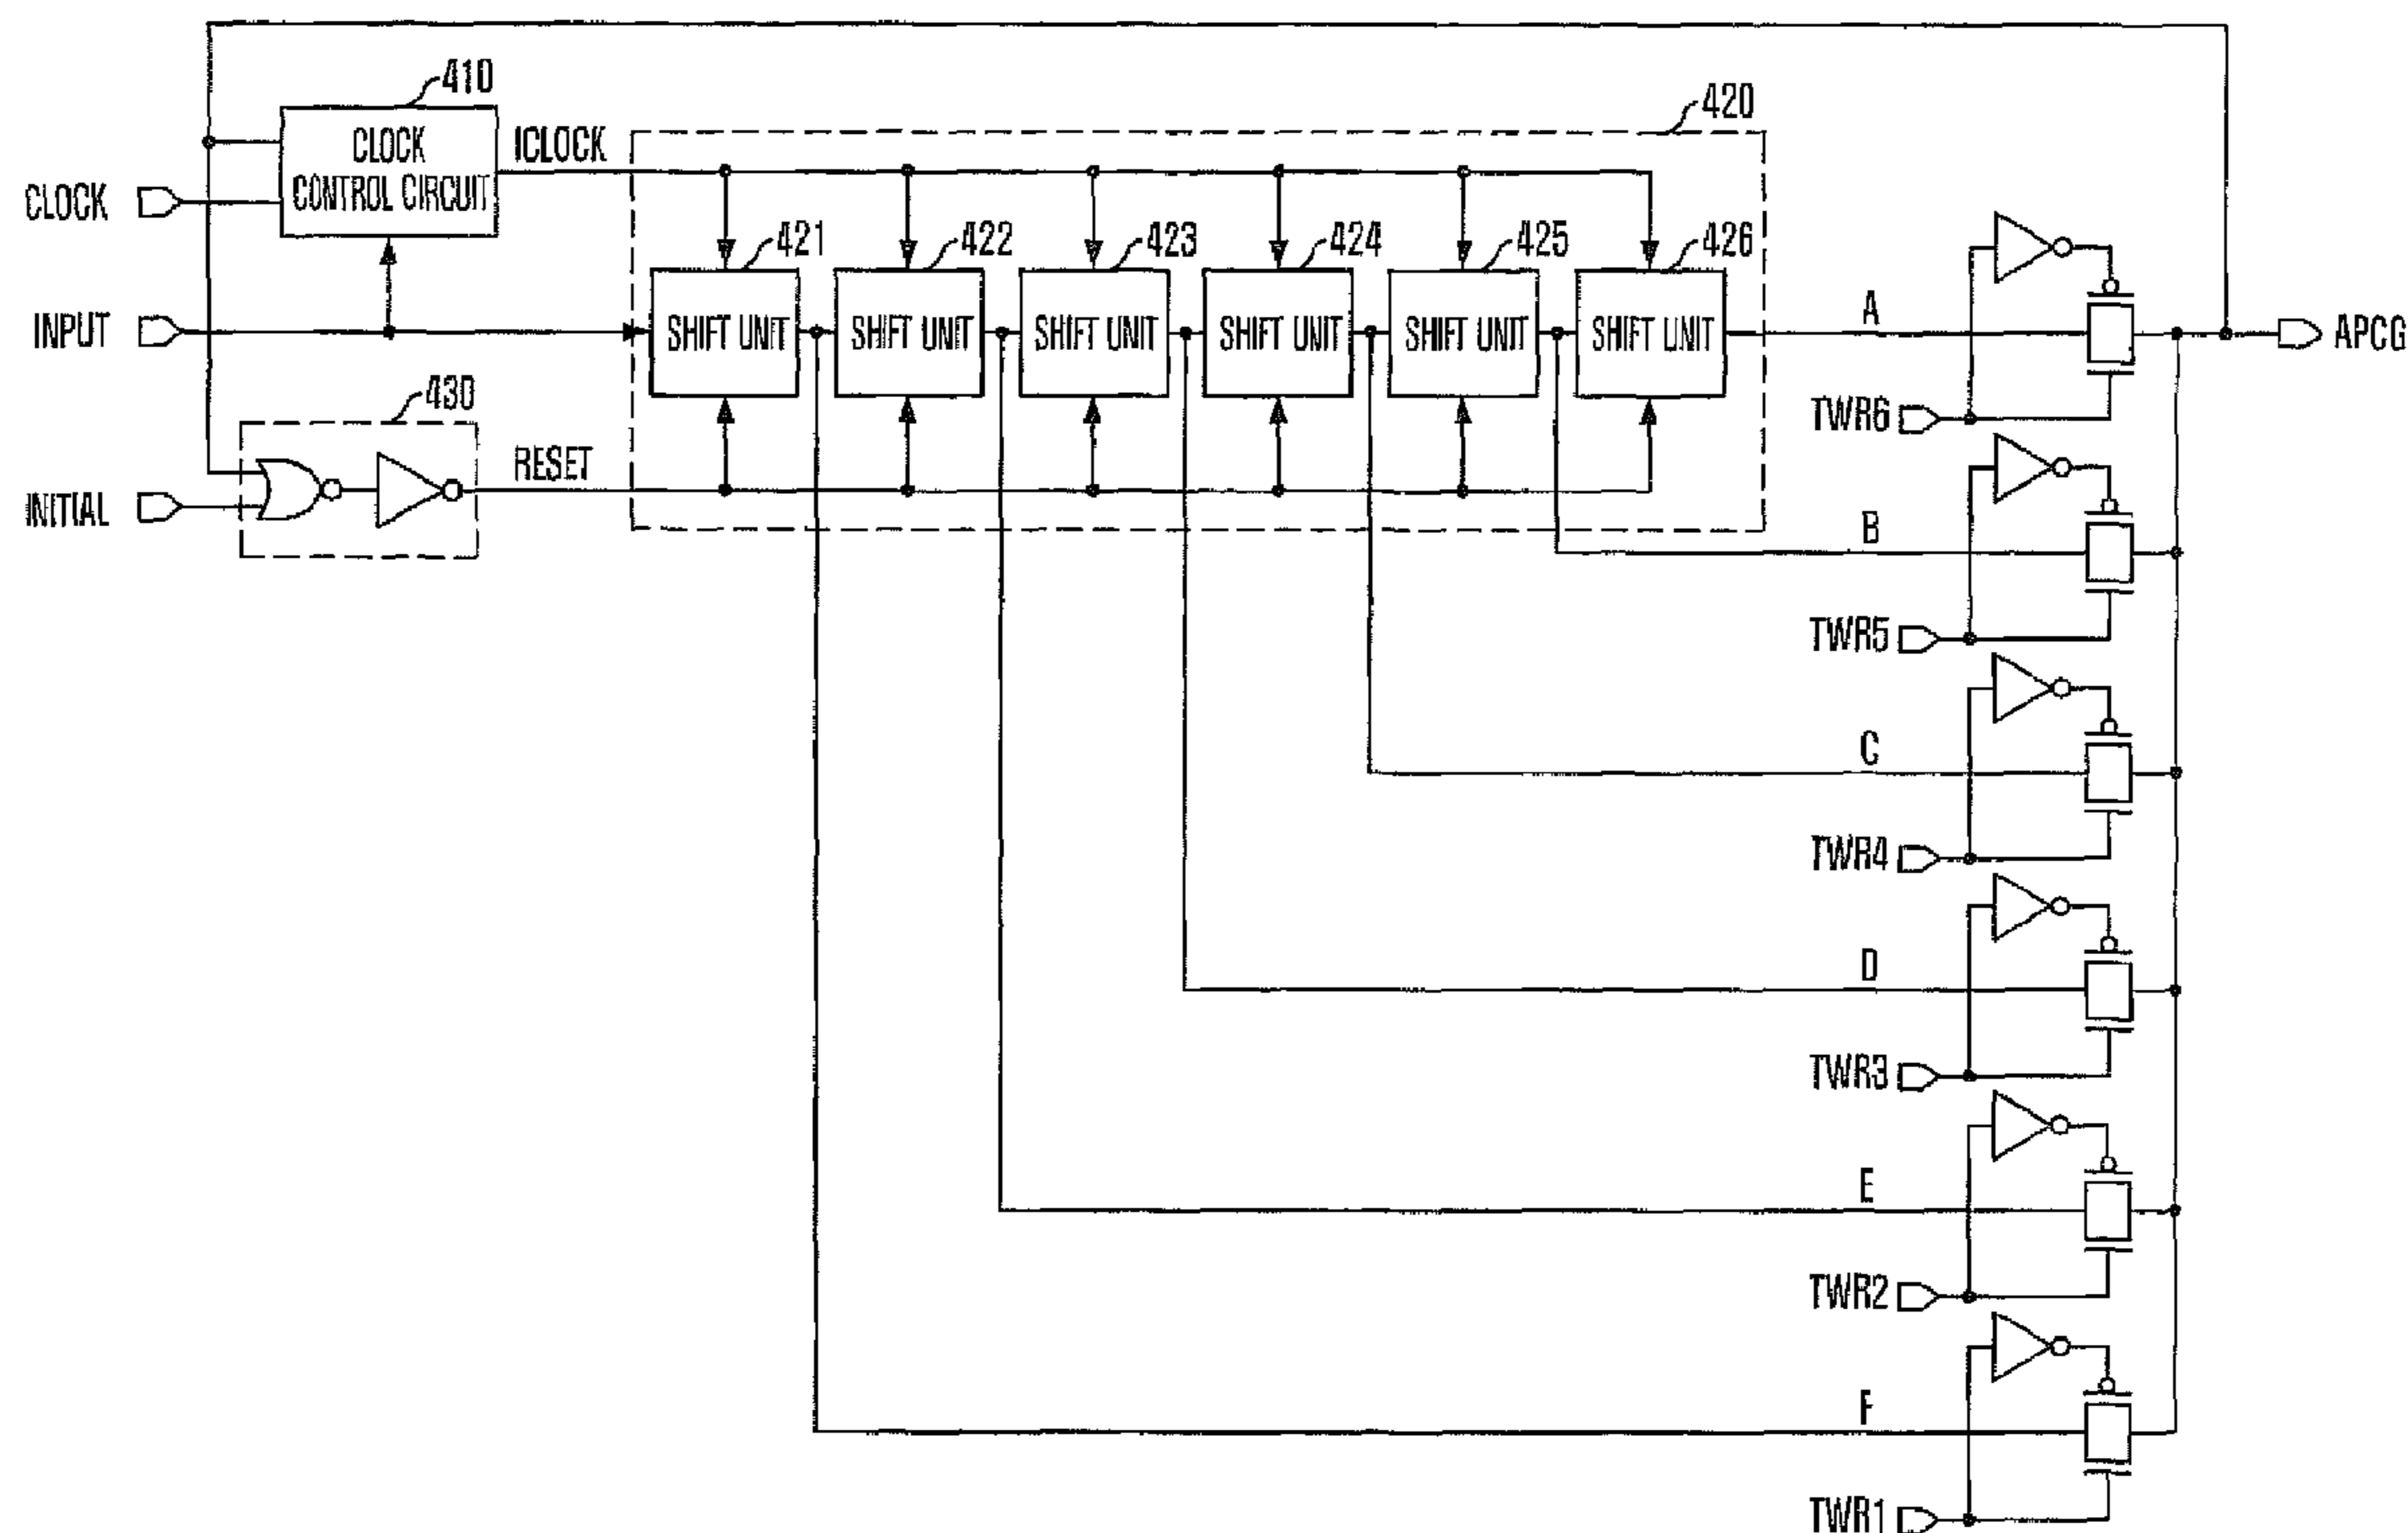 410
420
CLOCK
CONTROL CIRCUIT
ICLOCK
CLOCK
421
422
423
424
425
426
INPUT
SHIFT UNIT
SHIFT UNIT
SHIFT UNIT
SHIFT UNIT
SHIFT UNIT
SHIFT UNIT
A
APCG
430
TWR6
RESET
INITIAL
B
TWR5
C
TWR4
D
TWR3
E
TWR2
F
TWR1